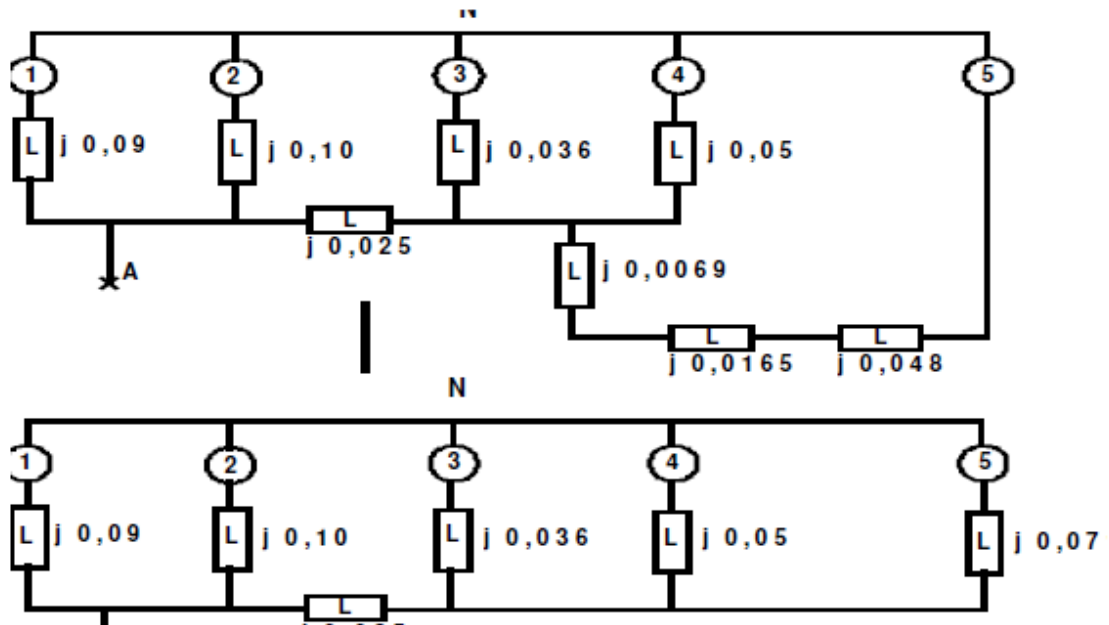 N
1 2 3 4 5
L j 0,09 L j 0,10 L j 0,036 L j 0,05
L
j 0,025
A
L j 0,0069
L L
j 0,0165 j 0,048
N
1 2 3 4 5
L j 0,09 L j 0,10 L j 0,036 L j 0,05 L j 0,07
L